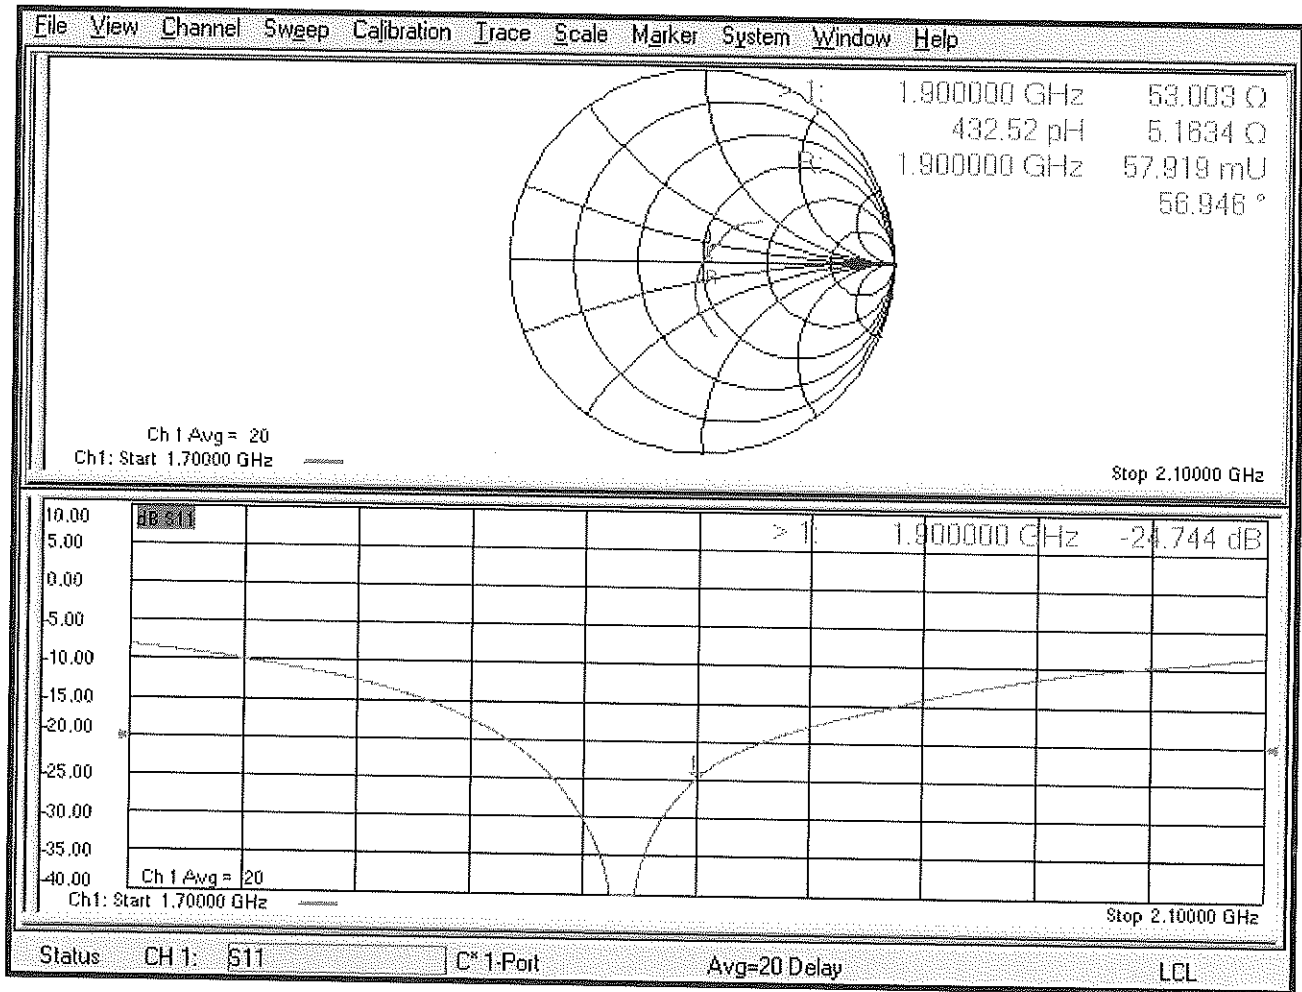 File View Channel Sweep Calibration Trace Scale Marker System Window Help
> 1: 1.900000 GHz 53.003 Ω
432.52 pH 5.1634 Ω
R: 1.900000 GHz 57.919 mU
56.946 °
Ch 1 Avg = 20
Ch1: Start 1.70000 GHz
Stop 2.10000 GHz
10.00
dB S11
> 1: 1.900000 GHz -24.744 dB
5.00
0.00
-5.00
-10.00
-15.00
-20.00
-25.00
-30.00
-35.00
-40.00
Ch 1 Avg = 20
Ch1: Start 1.70000 GHz
Stop 2.10000 GHz
Status CH 1: S11 C* 1-Port Avg=20 Delay LCL